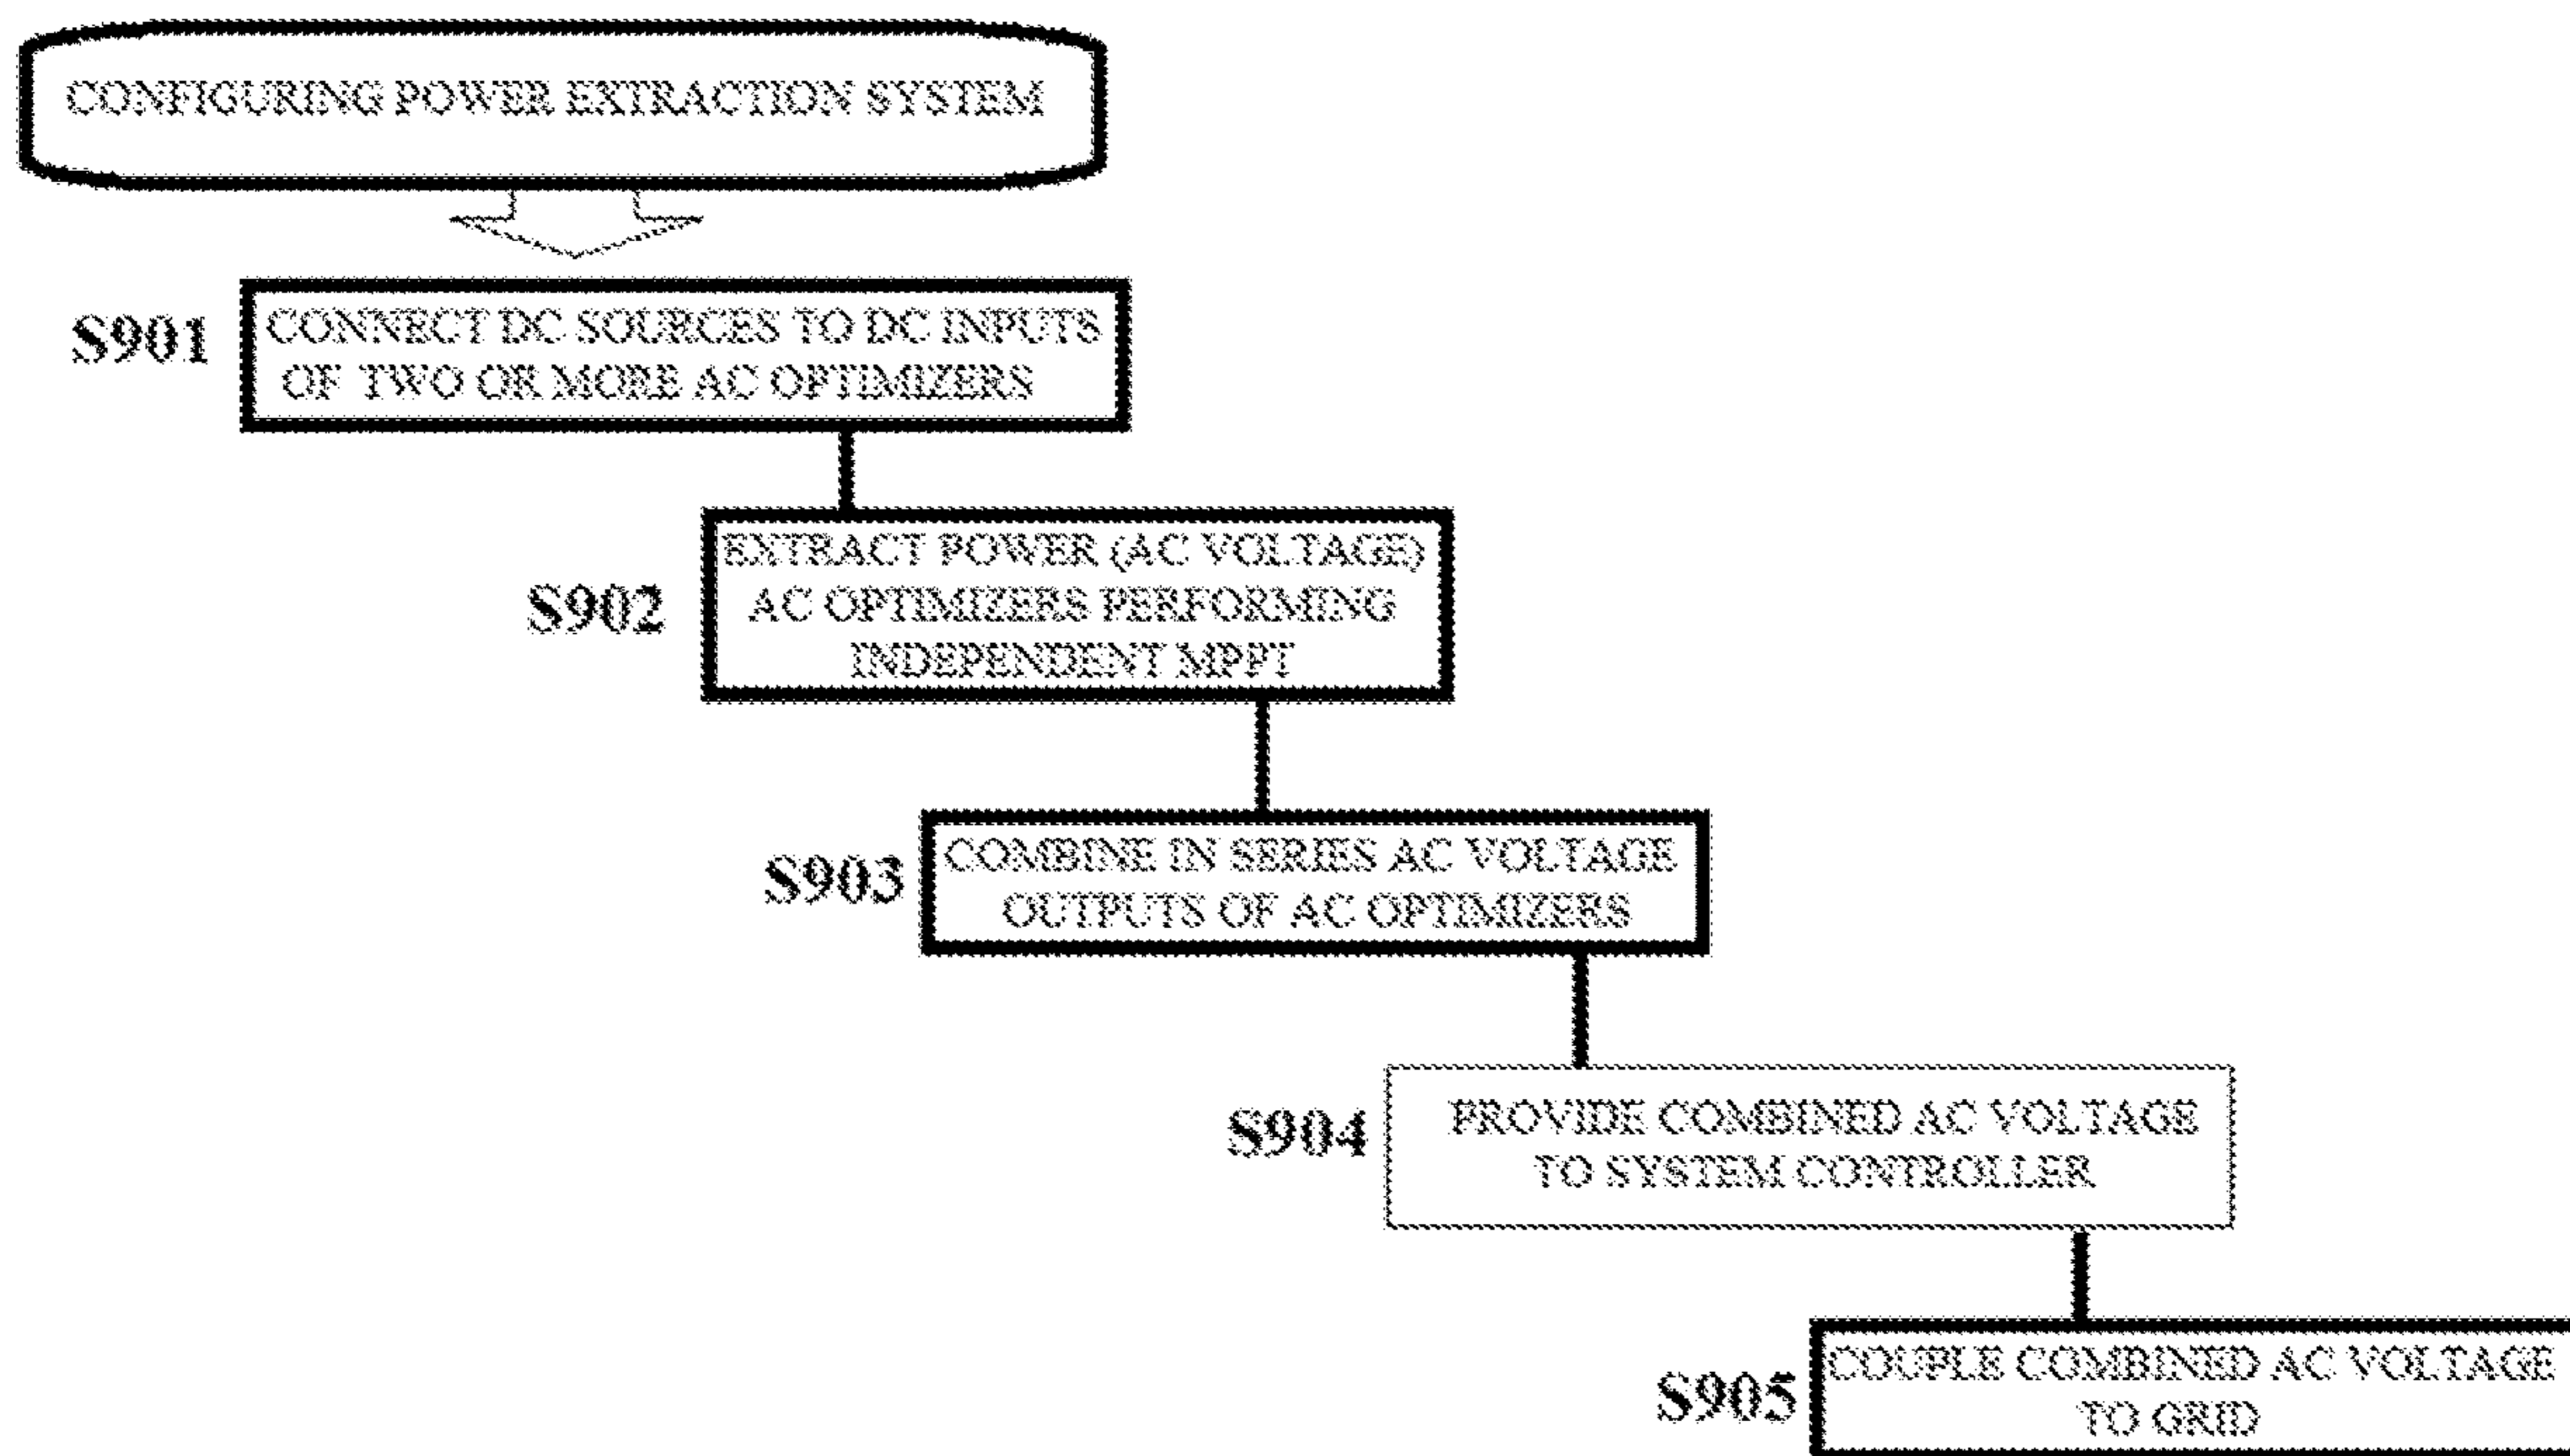 CONFIGURING POWER EXTRACTION SYSTEM
S901
CONNECT DC SOURCES TO DC INPUTS
OF TWO OR MORE AC OPTIMIZERS
S902
EXTRACT POWER (AC VOLTAGE)
AC OPTIMIZERS PERFORMING
INDEPENDENT MPPT
S903
COMBINE IN SERIES AC VOLTAGE
OUTPUTS OF AC OPTIMIZERS
S904
PROVIDE COMBINED AC VOLTAGE
TO SYSTEM CONTROLLER
S905
COUPLE COMBINED AC VOLTAGE
TO GRID